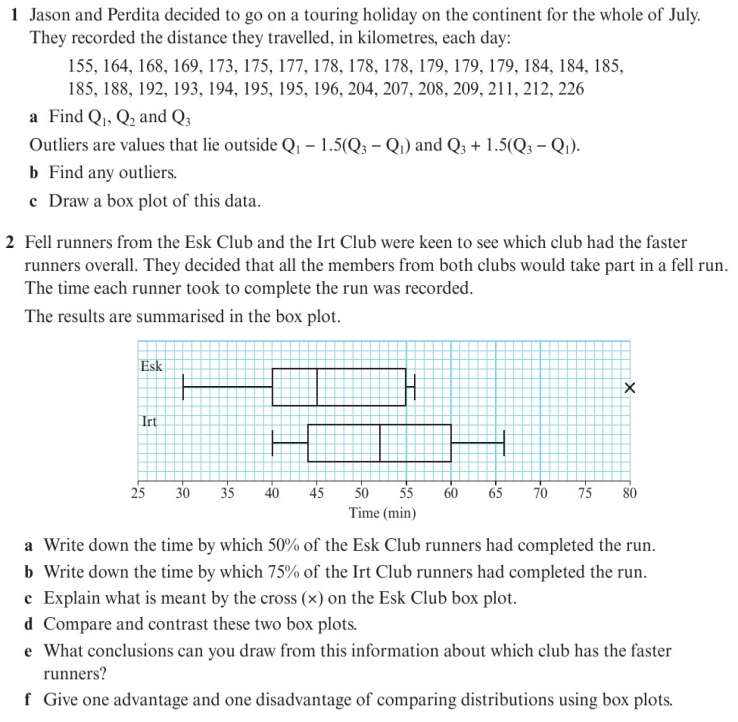 1 Jason and Perdita decided to go on a touring holiday on the continent for the whole of July.
They recorded the distance they travelled, in kilometres, each day:
155, 164, 168, 169, 173, 175, 177, 178, 178, 178, 179, 179, 179, 184, 184, 185,
185, 188, 192, 193, 194, 195, 195, 196, 204, 207, 208, 209, 211, 212, 226
a Find Q₁, Q₂ and Q₃
Outliers are values that lie outside Q₁ − 1.5(Q₃ − Q₁) and Q₃ + 1.5(Q₃ − Q₁).
b Find any outliers.
c Draw a box plot of this data.
2 Fell runners from the Esk Club and the Irt Club were keen to see which club had the faster
runners overall. They decided that all the members from both clubs would take part in a fell run.
The time each runner took to complete the run was recorded.
The results are summarised in the box plot.
Esk
×
Irt
25 30 35 40 45 50 55 60 65 70 75 80
Time (min)
a Write down the time by which 50% of the Esk Club runners had completed the run.
b Write down the time by which 75% of the Irt Club runners had completed the run.
c Explain what is meant by the cross (×) on the Esk Club box plot.
d Compare and contrast these two box plots.
e What conclusions can you draw from this information about which club has the faster
runners?
f Give one advantage and one disadvantage of comparing distributions using box plots.